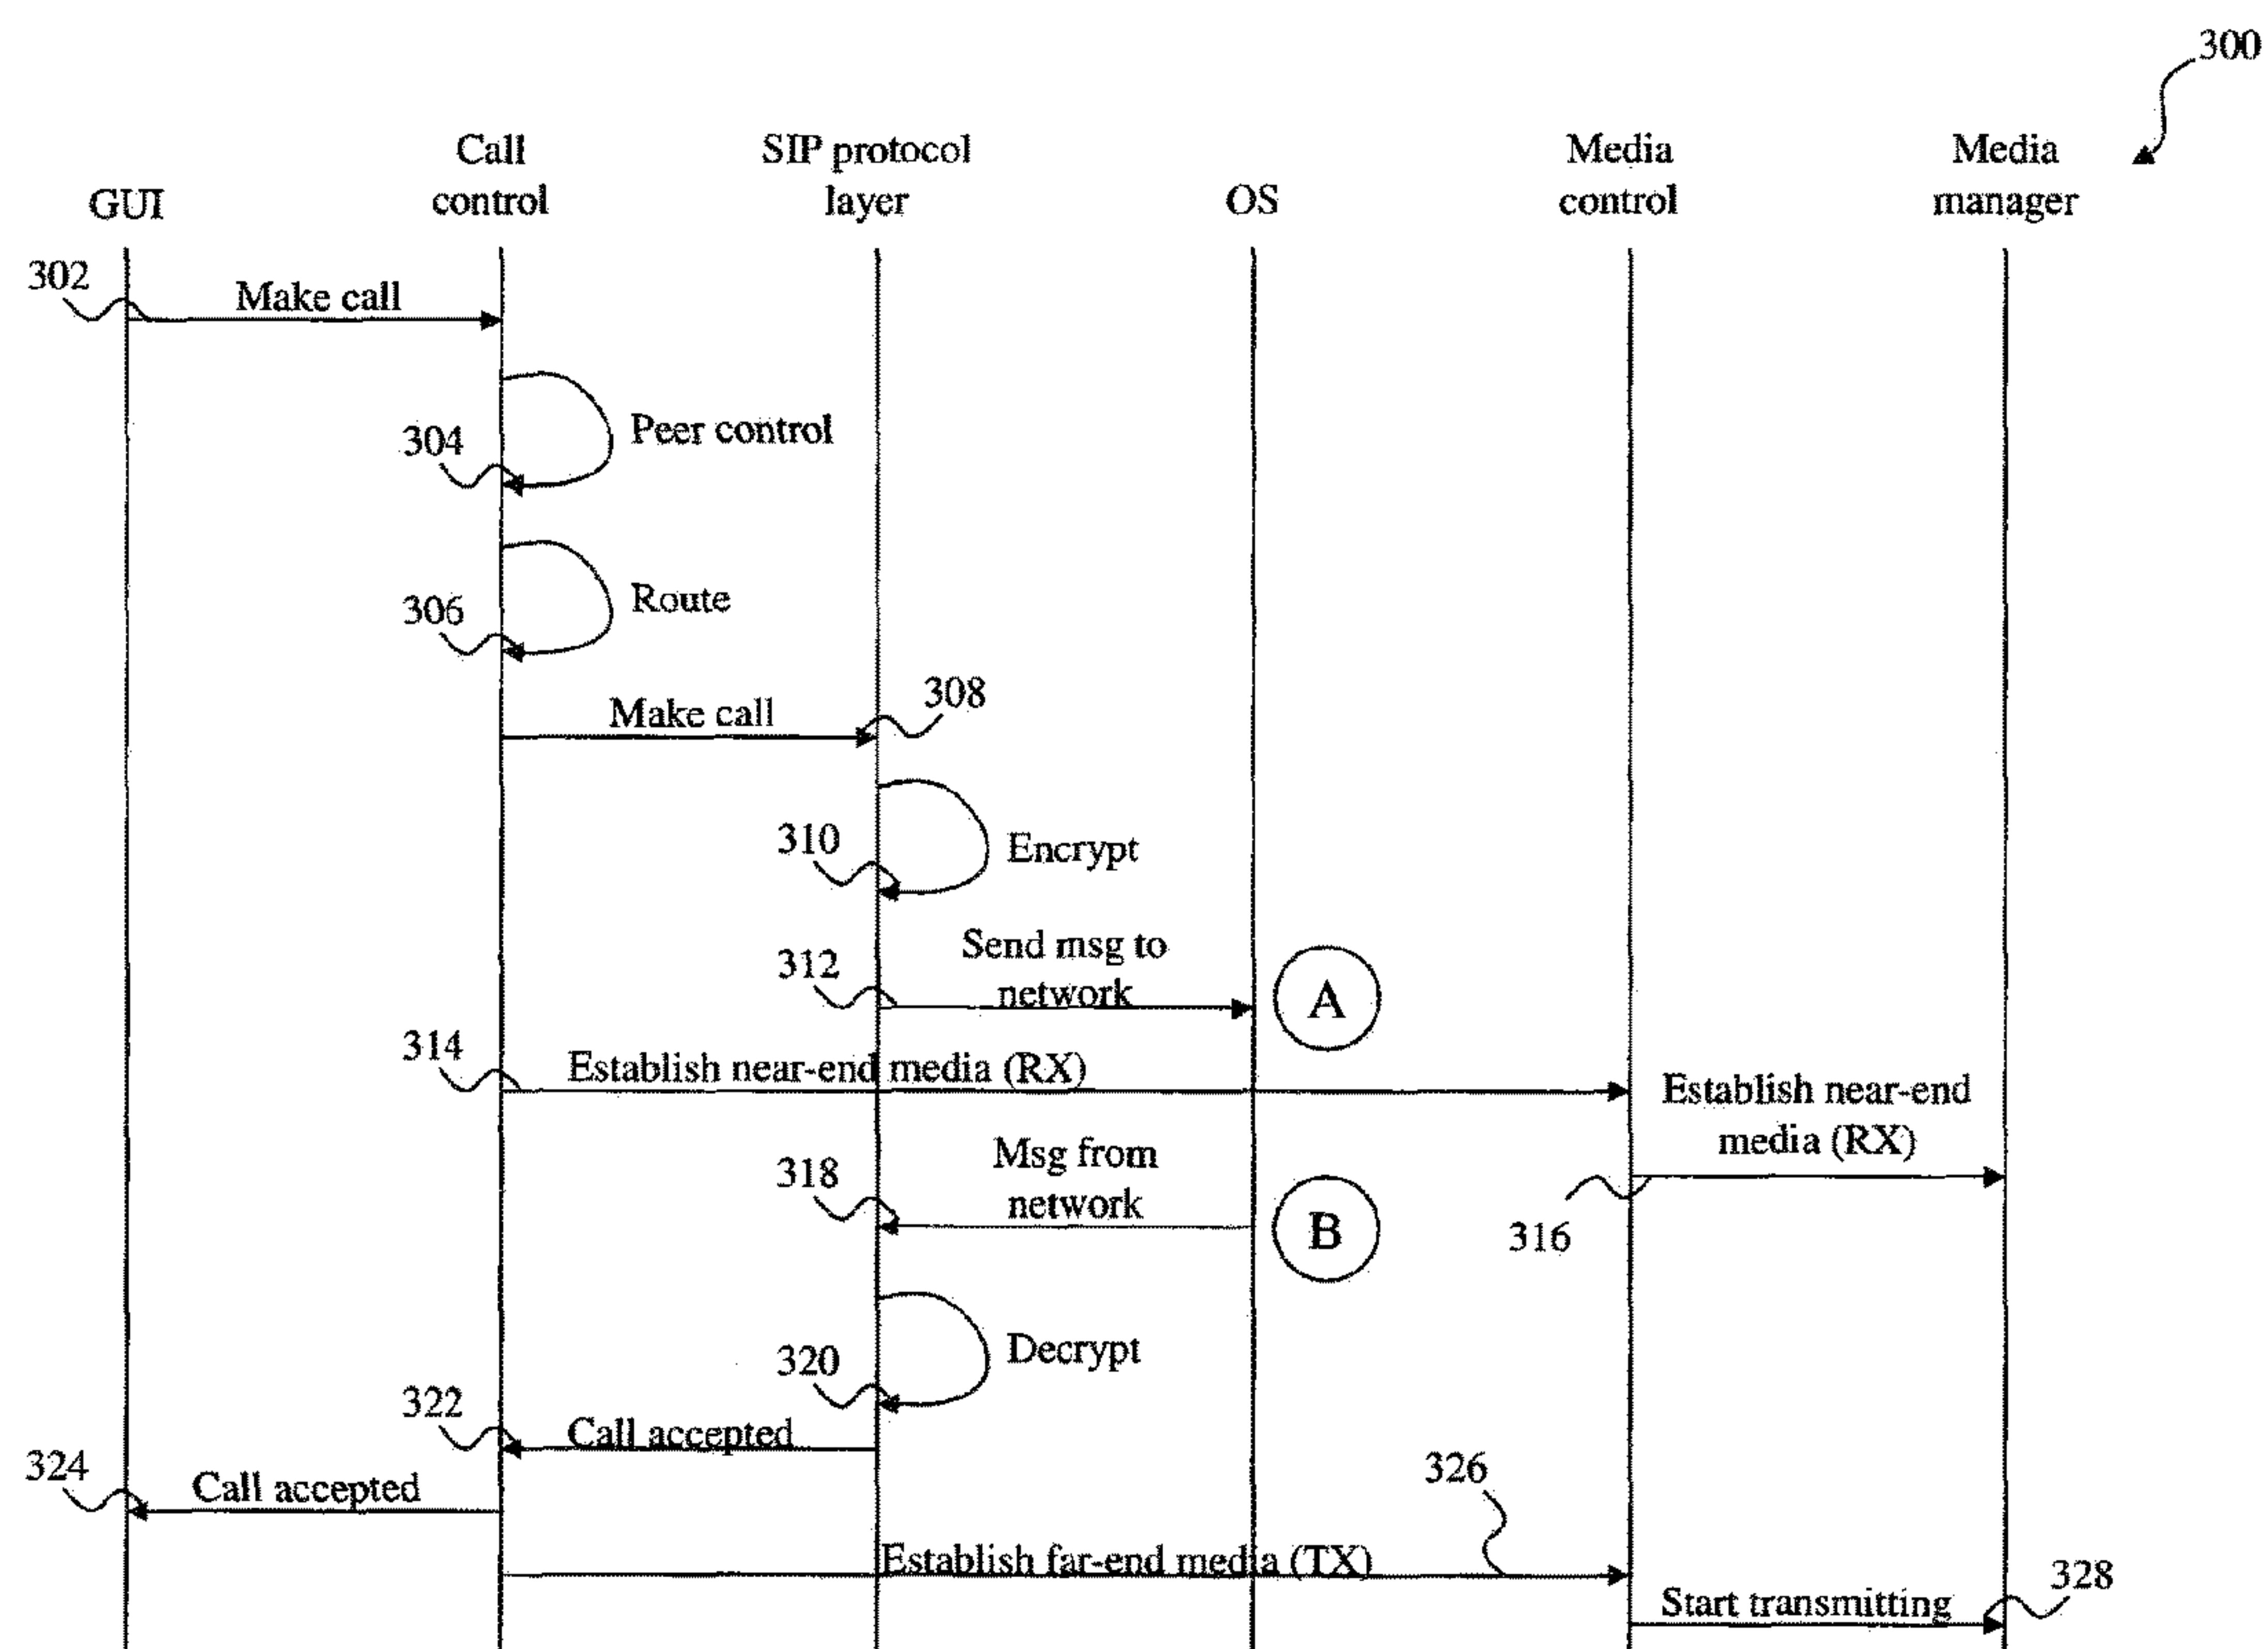 300
Call
control
SIP protocol
layer
Media
control
Media
manager
GUI
OS
302
Make call
304
Peer control
306
Route
308
Make call
310
Encrypt
312
Send msg to
network
A
314
Establish near-end media (RX)
Establish near-end
media (RX)
316
318
Msg from
network
B
320
Decrypt
322
Call accepted
324
Call accepted
326
Establish far-end media (TX)
328
Start transmitting